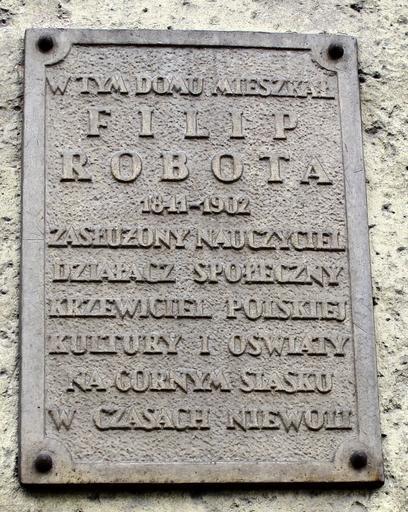 W TYM DOMU MIESZKAŁ
FILIP
ROBOTA
1841-1902
ZASŁUŻONY NAUCZYCIEL
DZIAŁACZ SPOŁECZNY
KRZEWICIEL POLSKIEJ
KULTURY I OŚWIATY
NA GÓRNYM ŚLĄSKU
W CZASACH NIEWOLI